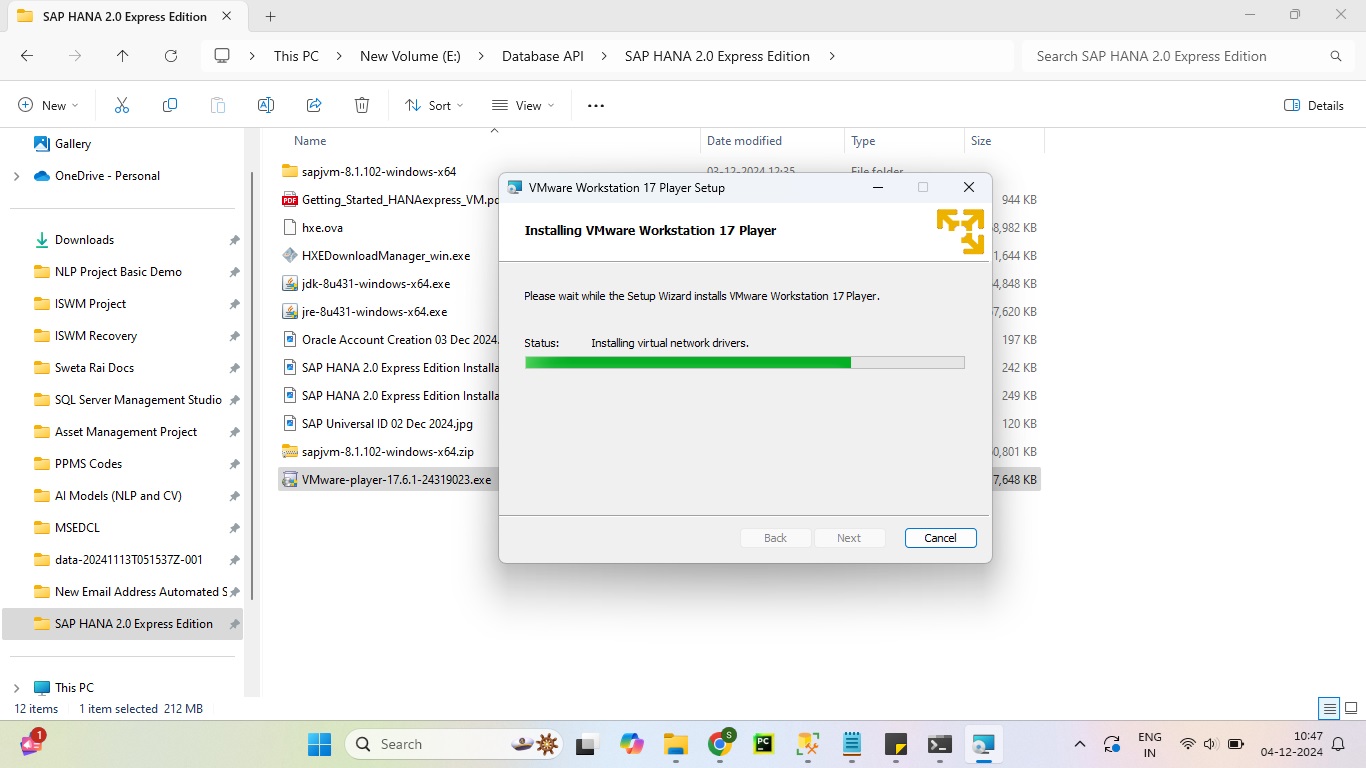 SAP HANA 2.0 Express Edition
This PC
New Volume (E:)
Database API
SAP HANA 2.0 Express Edition
Search SAP HANA 2.0 Express Edition
New
Sort
View
Details
Gallery
OneDrive - Personal
Downloads
NLP Project Basic Demo
ISWM Project
ISWM Recovery
Sweta Rai Docs
SQL Server Management Studio
Asset Management Project
PPMS Codes
AI Models (NLP and CV)
MSEDCL
data-20241113T051537Z-001
New Email Address Automated S
SAP HANA 2.0 Express Edition
This PC
Name Date modified Type Size
sapjvm-8.1.102-windows-x64 03-12-2024 12:35 File folder
Getting_Started_HANAexpress_VM.pd 944 KB
hxe.ova 8,982 KB
HXEDownloadManager_win.exe 1,644 KB
jdk-8u431-windows-x64.exe 4,848 KB
jre-8u431-windows-x64.exe 7,620 KB
Oracle Account Creation 03 Dec 2024. 197 KB
SAP HANA 2.0 Express Edition Installa 242 KB
SAP HANA 2.0 Express Edition Installa 249 KB
SAP Universal ID 02 Dec 2024.jpg 120 KB
sapjvm-8.1.102-windows-x64.zip 0,801 KB
VMware-player-17.6.1-24319023.exe 7,648 KB
VMware Workstation 17 Player Setup
Installing VMware Workstation 17 Player
Please wait while the Setup Wizard installs VMware Workstation 17 Player.
Status: Installing virtual network drivers.
Back Next Cancel
12 items 1 item selected 212 MB
1
Search
S
PC
ENG
IN
10:47
04-12-2024